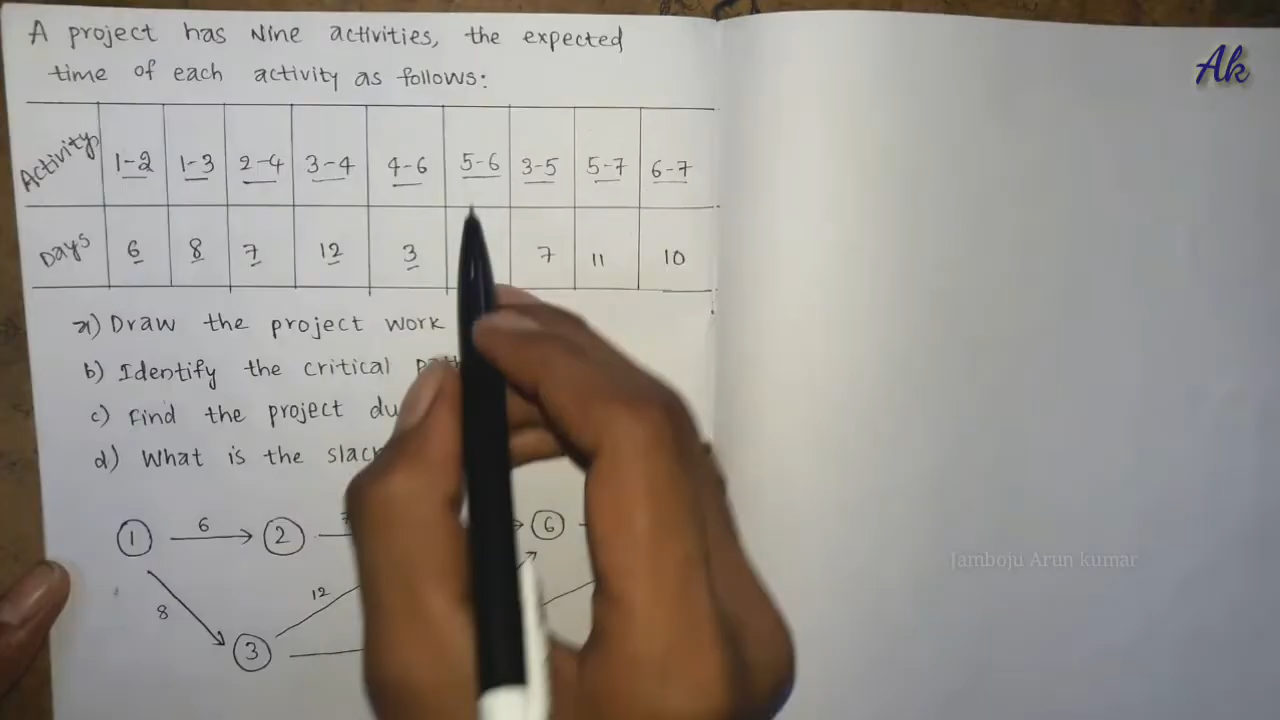 A project has Nine activities, the expected
time of each activity as follows:
Activity 1-2 1-3 2-4 3-4 4-6 5-6 3-5 5-7 6-7
Days 6 8 7 12 3 7 11 10
a) Draw the project work
b) Identify the critical
c) Find the project
d) What is the
1 6 2 7 6
12
8
3
Ak
Jamboju Arun kumar